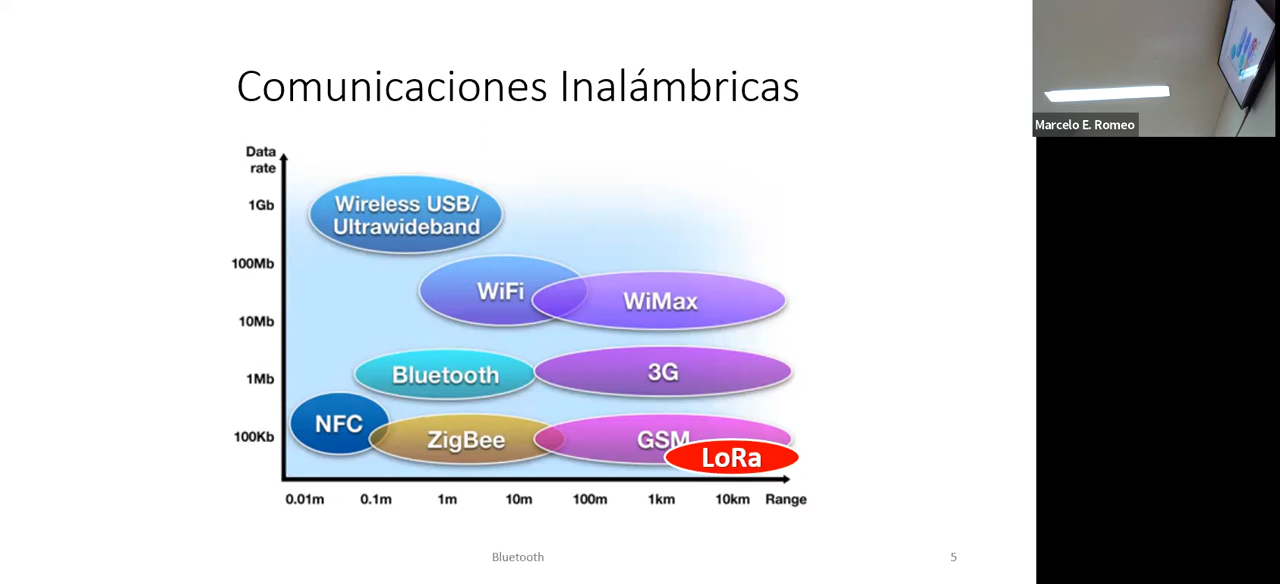 Comunicaciones Inalámbricas
Marcelo E. Romeo
Data
rate
1Gb
100Mb
10Mb
1Mb
100Kb
Wireless USB/
Ultrawideband
WiFi
WiMax
Bluetooth
3G
NFC
ZigBee
GSM
LoRa
0.01m 0.1m 1m 10m 100m 1km 10km Range
Bluetooth
5